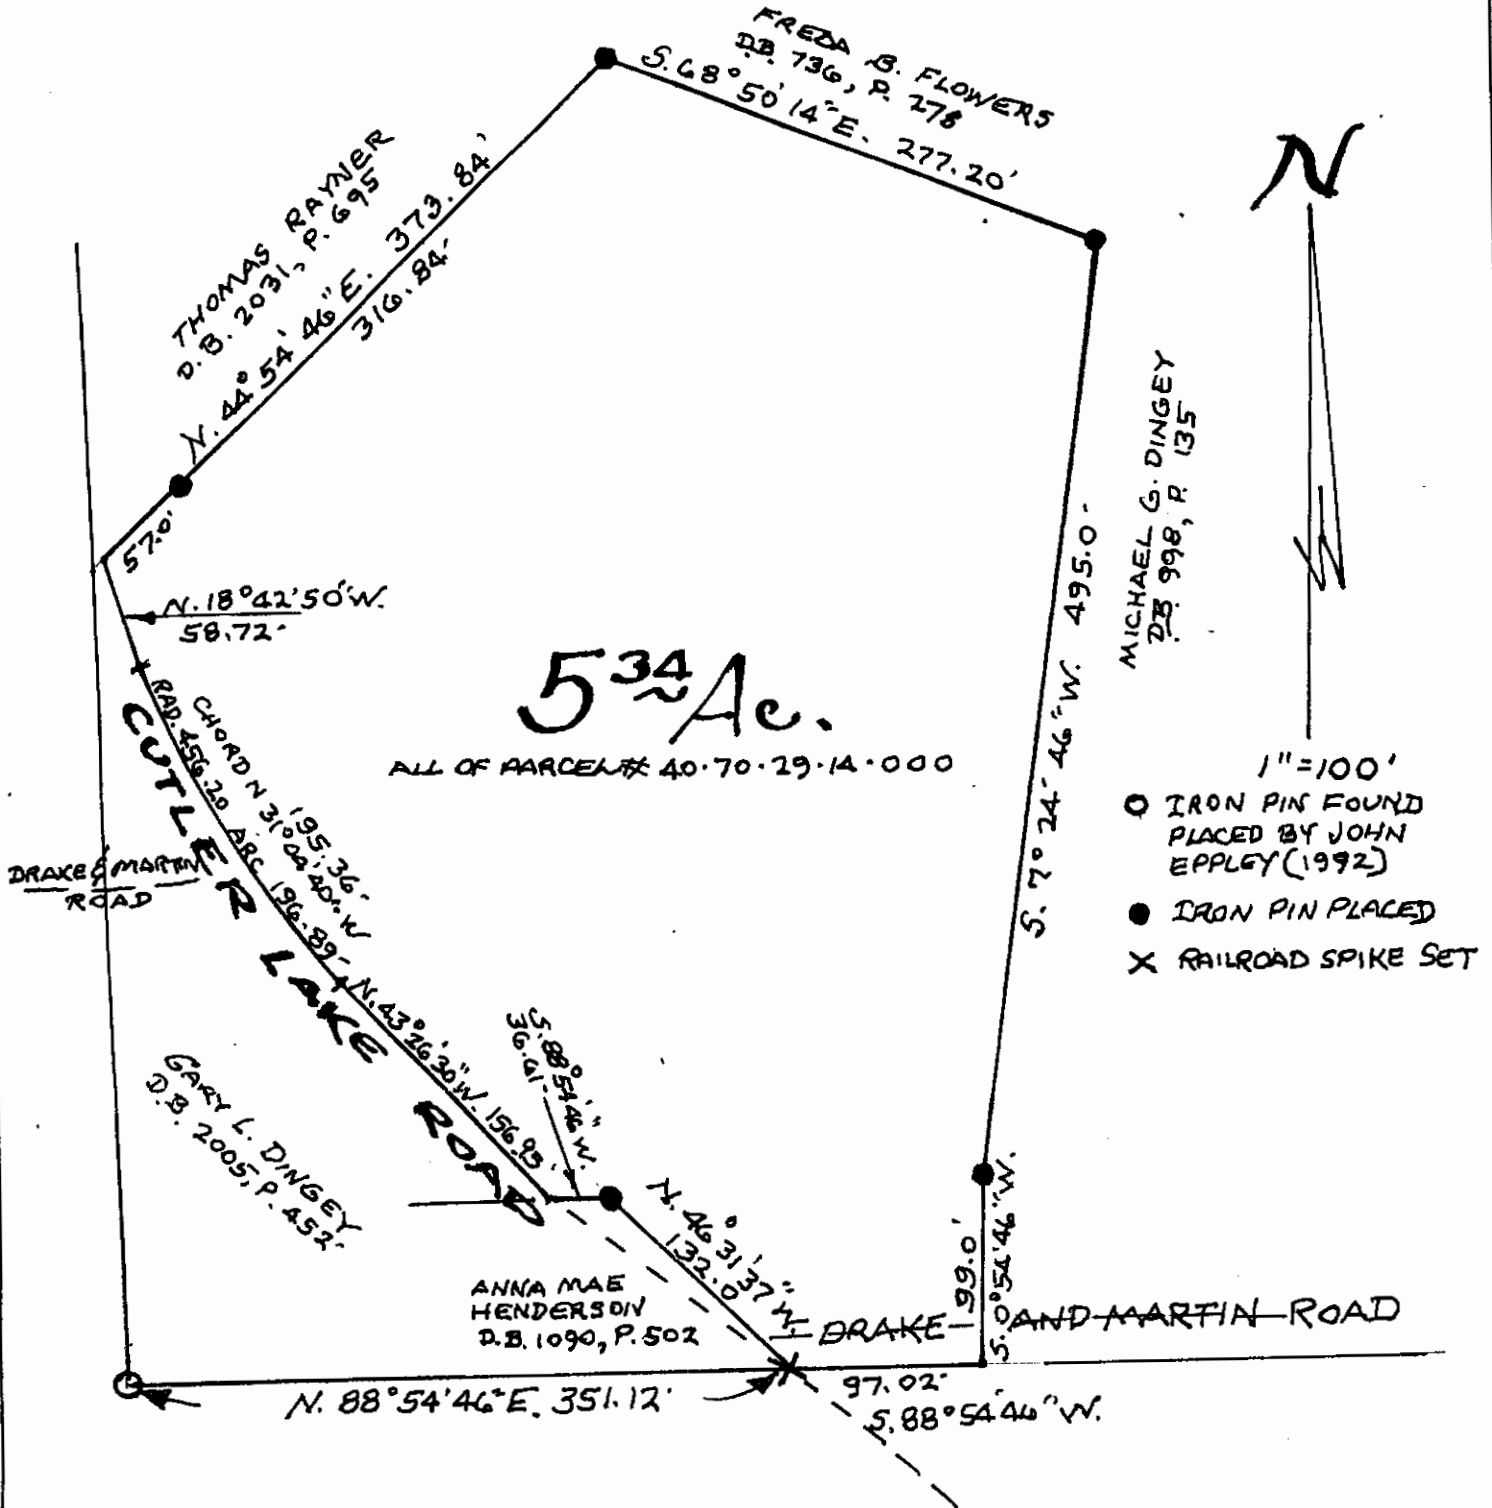 FREDA B. FLOWERS
D.B. 736, P. 278
S. 68° 50' 14" E. 277.20'
N
THOMAS RAYNER
D.B. 2031, P. 695
N. 44° 54' 46" E. 373.84'
316.84'
57.0'
N. 18° 42' 50" W.
58.72'
MICHAEL G. DINGEY
D.B. 998, P. 135
S. 7° 24' 46" W. 495.0'
5 34 Ac.
ALL OF PARCEL # 40-70-29-14-000
1"=100'
O IRON PIN FOUND
PLACED BY JOHN
EPPLEY (1992)
● IRON PIN PLACED
X RAILROAD SPIKE SET
195.36'
CHORD N 31° 04' 40" W
RAD. 456.20 ARC 196.89'
CUTLER LAKE ROAD
DRAKE & MARTIN
ROAD
N. 43° 26' 30" W. 156.95'
S. 88° 54' 46" W.
36.61'
GARY L. DINGEY
D.B. 2005, P. 452
N. 46° 31' 37" W.
132.0'
99.0'
S. 0° 54' 46" W.
ANNA MAE
HENDERSON
D.B. 1090, P. 502
DRAKE AND MARTIN ROAD
N. 88° 54' 46" E. 351.12'
97.02'
S. 88° 54' 46" W.